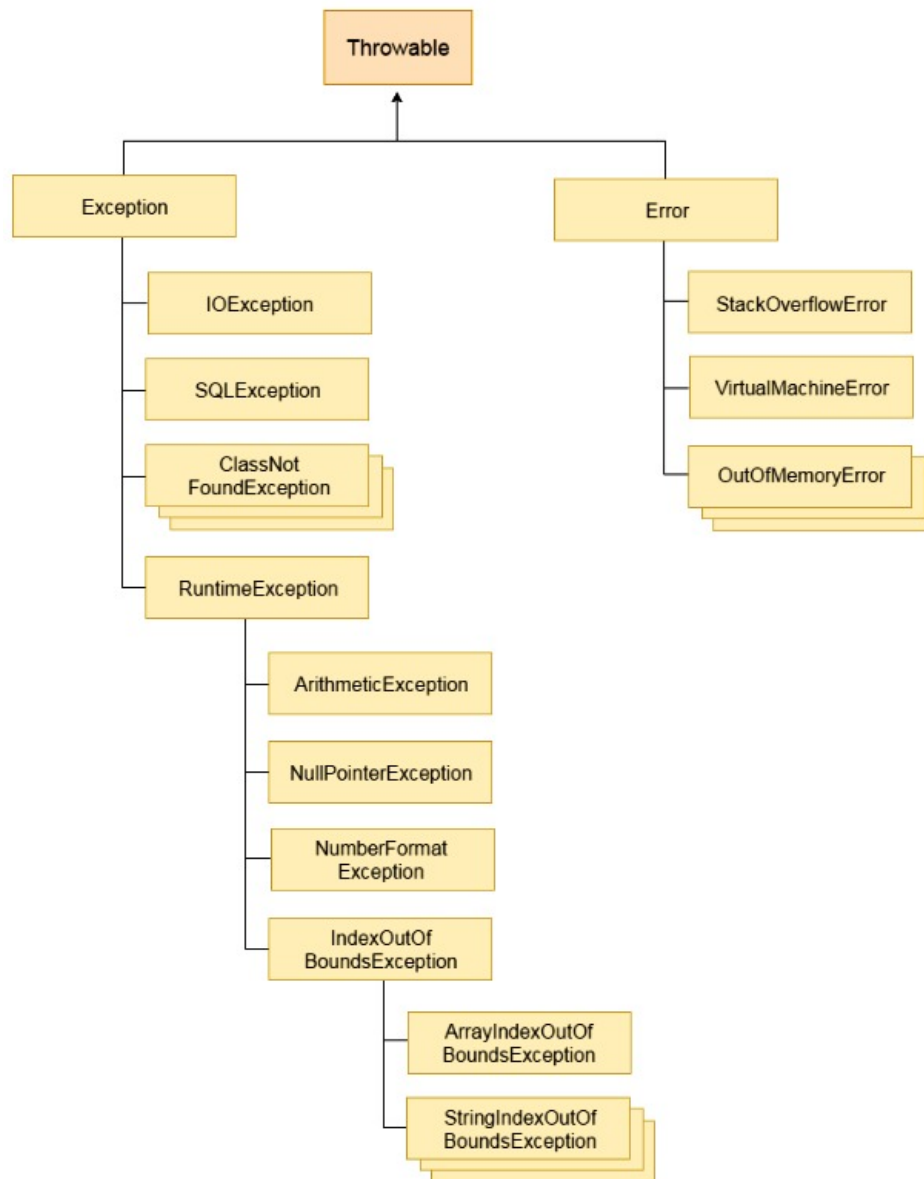 Throwable
Exception
Error
IOException
StackOverflowError
SQLException
VirtualMachineError
ClassNot
FoundException
OutOfMemoryError
RuntimeException
ArithmeticException
NullPointerException
NumberFormat
Exception
IndexOutOf
BoundsException
ArrayIndexOutOf
BoundsException
StringIndexOutOf
BoundsException